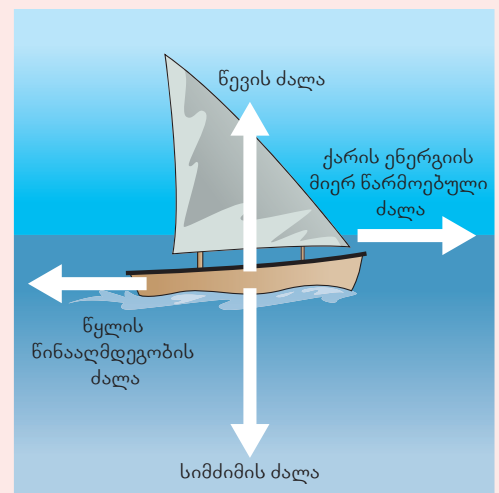 წევის ძალა
ქარის ენერგიის
მიერ წარმოებული
ძალა
წყლის
წინააღმდეგობის
ძალა
სიმძიმის ძალა